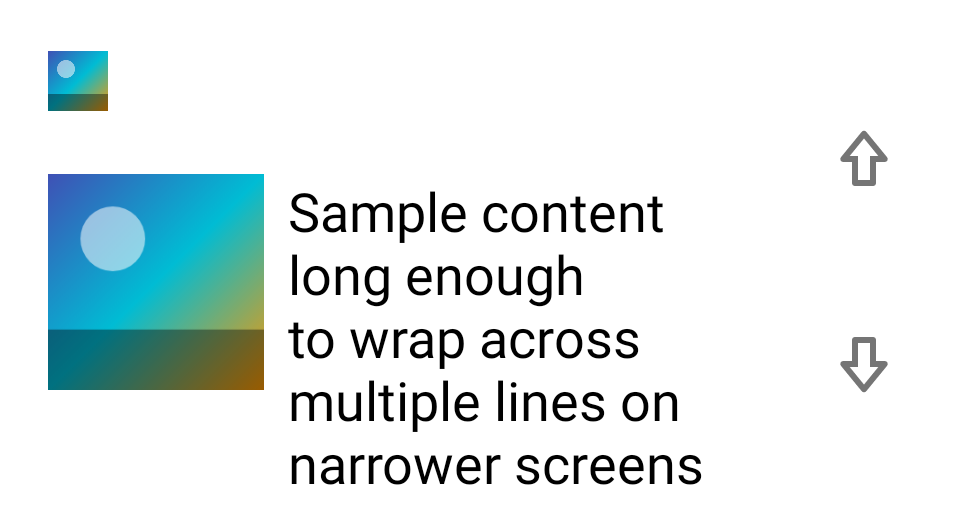 Sample content
long enough
to wrap across
multiple lines on
narrower screens